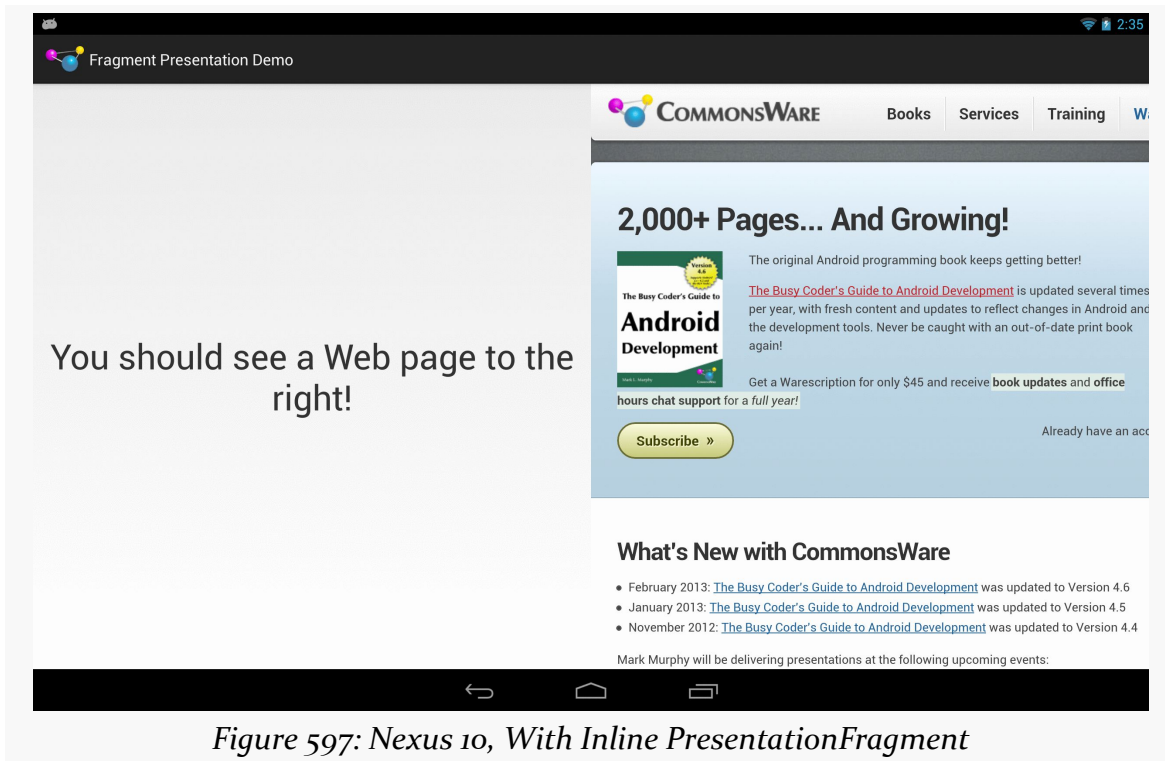 2:35
Fragment Presentation Demo
You should see a Web page to the
right!
COMMONSWARE
Books Services Training Wa
2,000+ Pages... And Growing!
Version
4.6
The Busy Coder's Guide to
Android
Development
Mark L. Murphy
The original Android programming book keeps getting better!
The Busy Coder's Guide to Android Development is updated several times
per year, with fresh content and updates to reflect changes in Android and
the development tools. Never be caught with an out-of-date print book
again!
Get a Warescription for only $45 and receive book updates and office
hours chat support for a full year!
Subscribe »
Already have an acc
What's New with CommonsWare
• February 2013: The Busy Coder's Guide to Android Development was updated to Version 4.6
• January 2013: The Busy Coder's Guide to Android Development was updated to Version 4.5
• November 2012: The Busy Coder's Guide to Android Development was updated to Version 4.4
Mark Murphy will be delivering presentations at the following upcoming events:
Figure 597: Nexus 10, With Inline PresentationFragment